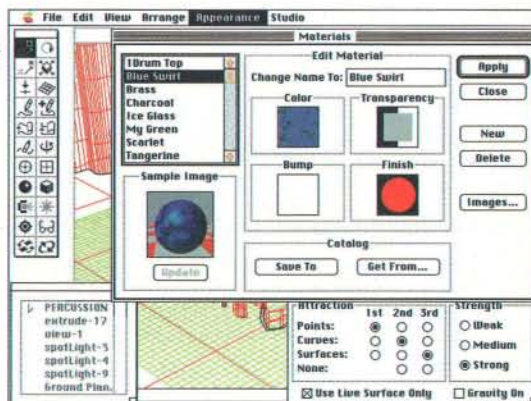 File Edit View Arrange Appearance Studio
Materials
1Drum Top
Blue Swirl
Brass
Charcoal
Ice Glass
My Green
Scarlet
Tangerine
Edit Material
Change Name To: Blue Swirl
Color
Transparency
Bump
Finish
Apply
Close
New
Delete
Images...
Sample Image
Update
Catalog
Save To
Get From...
PERCUSSION
extrude-17
view-1
spotLight-3
spotLight-4
spotLight-9
Ground Plan.
Attraction
1st 2nd 3rd
Points:
Curves:
Surfaces:
None:
Strength
Weak
Medium
Strong
Use Live Surface Only
Gravity On